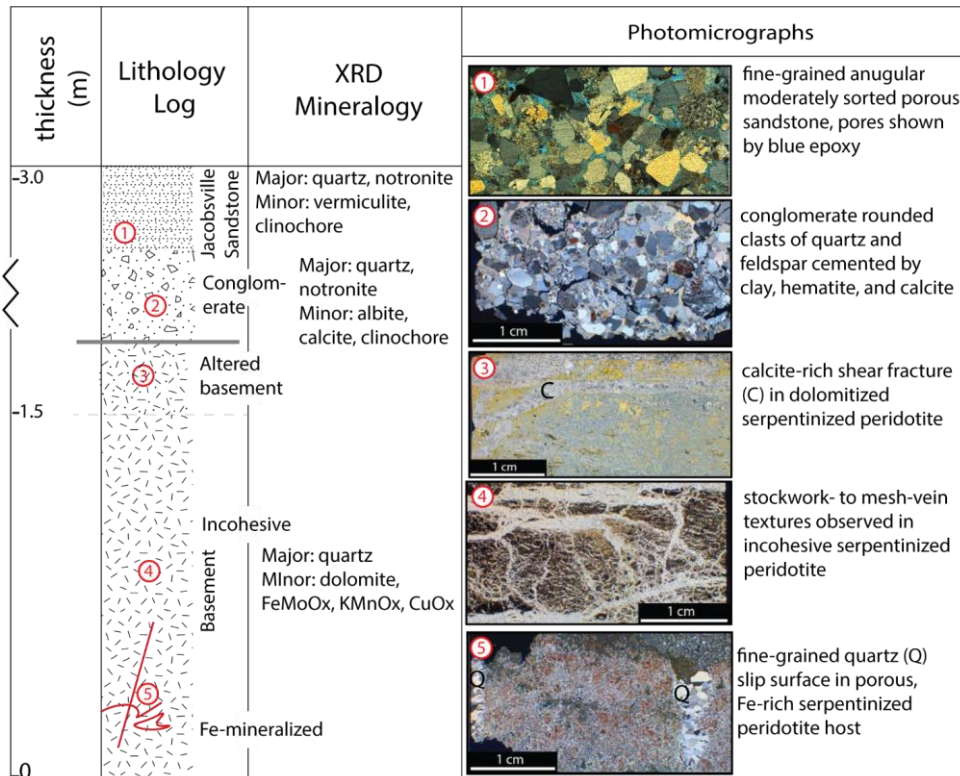 thickness
(m)
Lithology
Log
XRD
Mineralogy
Photomicrographs
3.0
1.5
0
1
2
3
4
5
Jacobsville
Sandstone
Conglom-
erate
Altered
basement
Incohesive
Basement
Fe-mineralized
Major: quartz, notronite
Minor: vermiculite,
clinochore
Major: quartz,
notronite
Minor: albite,
calcite, clinochore
Major: quartz
MInor: dolomite,
FeMoOx, KMnOx, CuOx
1
fine-grained anugular
moderately sorted porous
sandstone, pores shown
by blue epoxy
2
1 cm
conglomerate rounded
clasts of quartz and
feldspar cemented by
clay, hematite, and calcite
3
C
1 cm
calcite-rich shear fracture
(C) in dolomitized
serpentinized peridotite
4
1 cm
stockwork- to mesh-vein
textures observed in
incohesive serpentinized
peridotite
5
Q
Q
1 cm
fine-grained quartz (Q)
slip surface in porous,
Fe-rich serpentinized
peridotite host